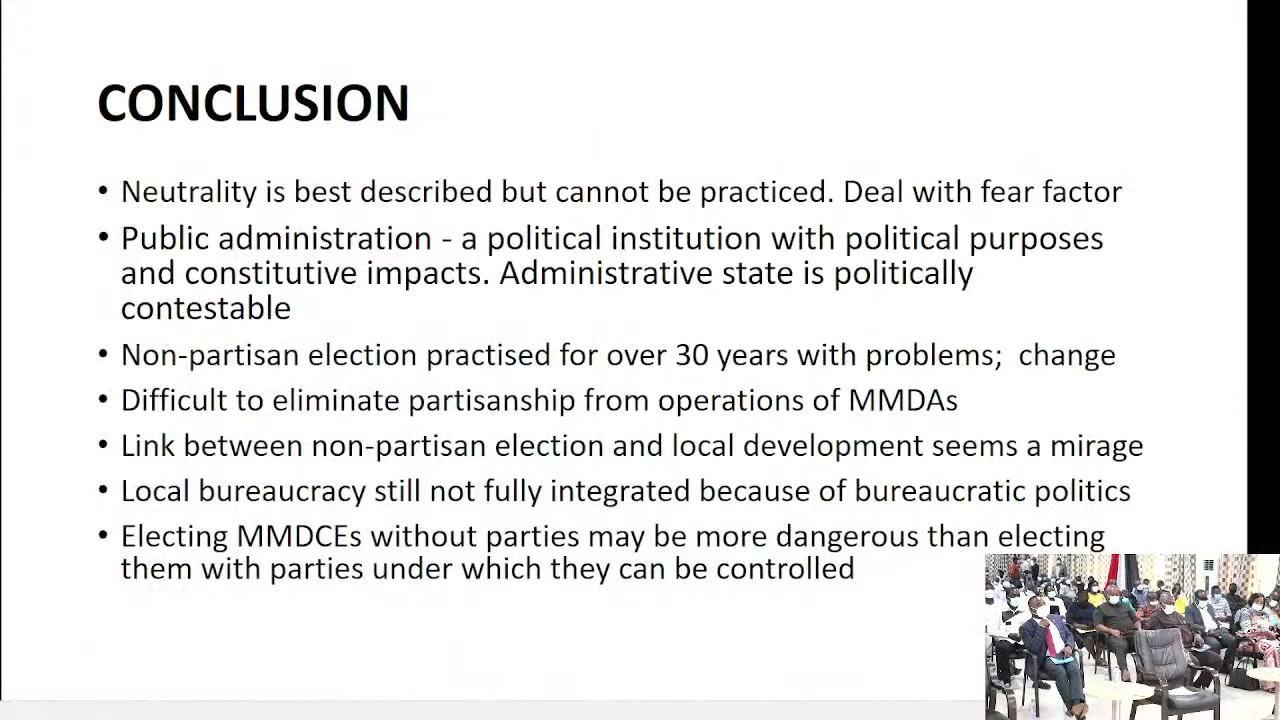 CONCLUSION
• Neutrality is best described but cannot be practiced. Deal with fear factor
• Public administration - a political institution with political purposes
and constitutive impacts. Administrative state is politically
contestable
• Non-partisan election practised for over 30 years with problems;  change
• Difficult to eliminate partisanship from operations of MMDAs
• Link between non-partisan election and local development seems a mirage
• Local bureaucracy still not fully integrated because of bureaucratic politics
• Electing MMDCEs without parties may be more dangerous than electing
them with parties under which they can be controlled